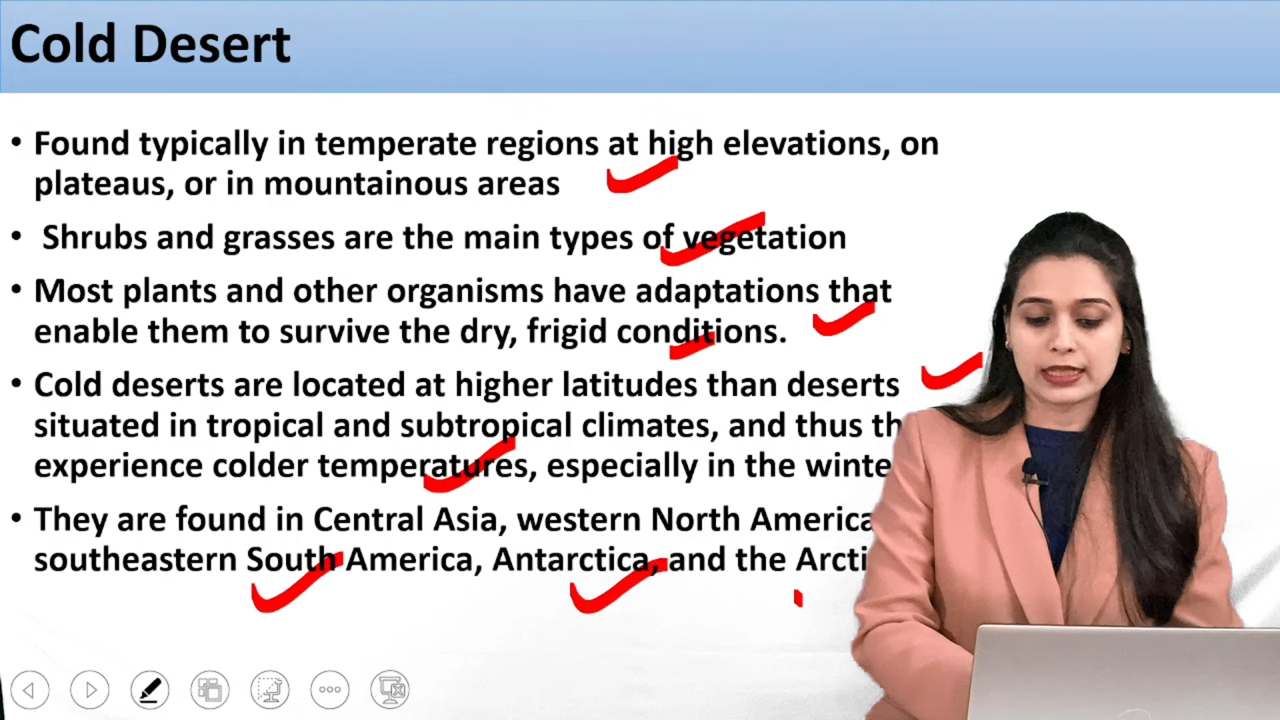 Cold Desert
• Found typically in temperate regions at high elevations, on
plateaus, or in mountainous areas
• Shrubs and grasses are the main types of vegetation
• Most plants and other organisms have adaptations that
enable them to survive the dry, frigid conditions.
• Cold deserts are located at higher latitudes than deserts
situated in tropical and subtropical climates, and thus th
experience colder temperatures, especially in the winte
• They are found in Central Asia, western North America
southeastern South America, Antarctica, and the Arcti